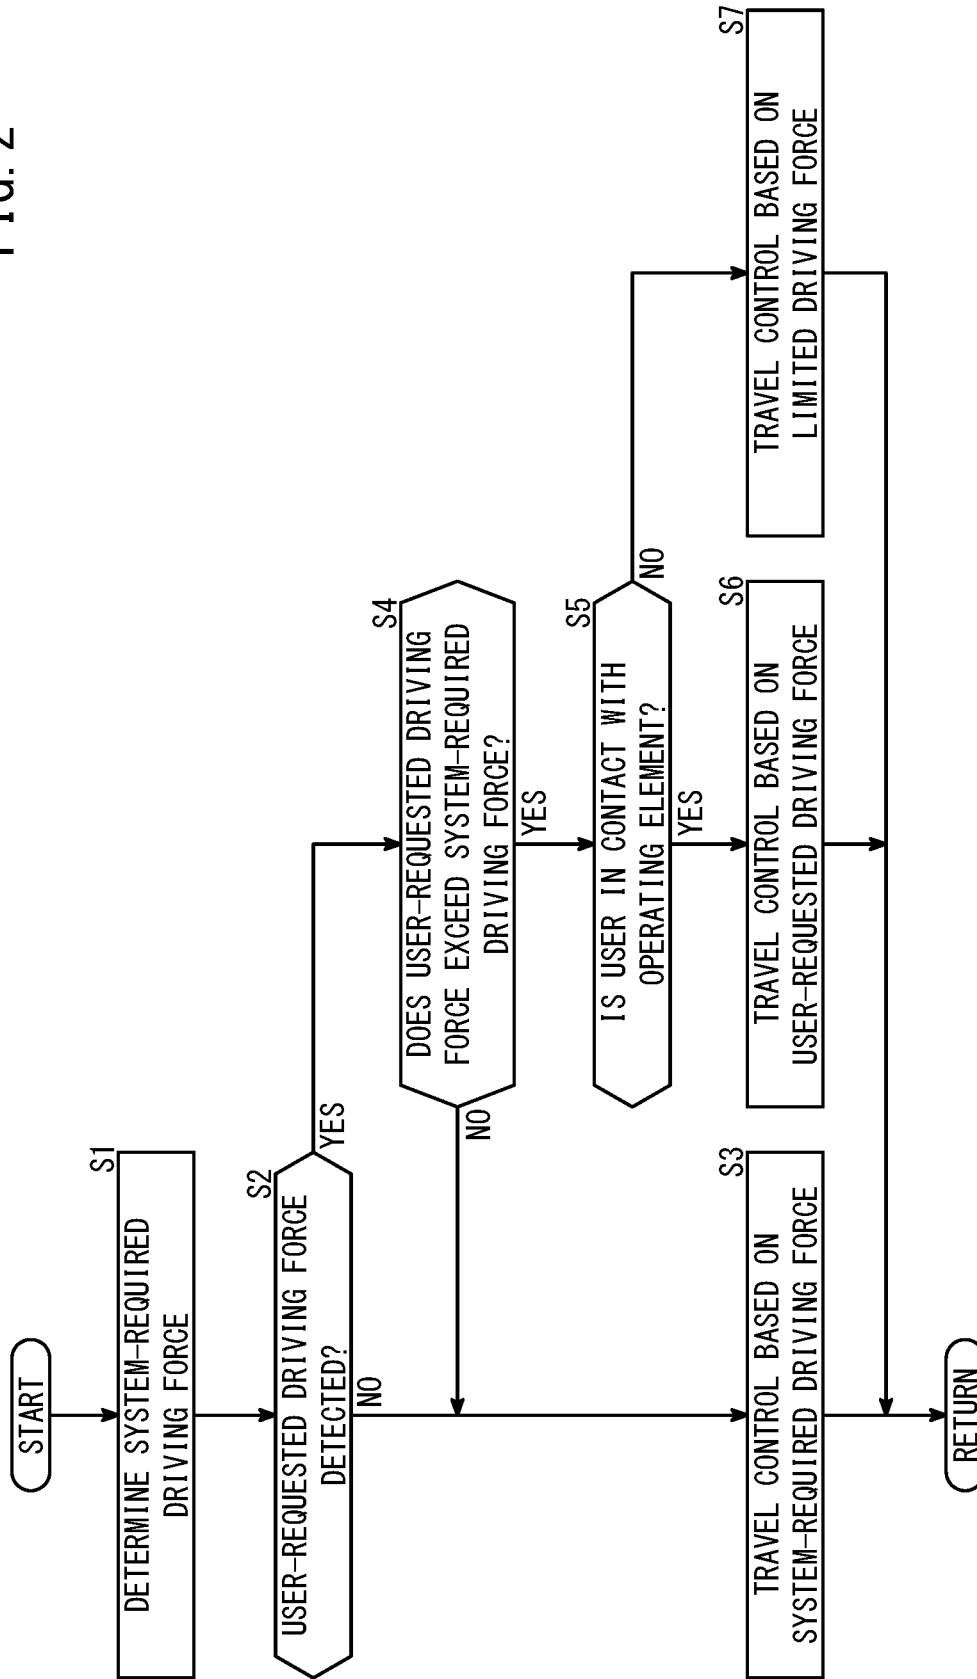 FIG. 2
START
S1
DETERMINE SYSTEM-REQUIRED
DRIVING FORCE
S2
USER-REQUESTED DRIVING FORCE
DETECTED?
YES
NO
S4
DOES USER-REQUESTED DRIVING
FORCE EXCEED SYSTEM-REQUIRED
DRIVING FORCE?
NO
YES
S5
IS USER IN CONTACT WITH
OPERATING ELEMENT?
NO
YES
S3
TRAVEL CONTROL BASED ON
SYSTEM-REQUIRED DRIVING FORCE
S6
TRAVEL CONTROL BASED ON
USER-REQUESTED DRIVING FORCE
S7
TRAVEL CONTROL BASED ON
LIMITED DRIVING FORCE
RETURN